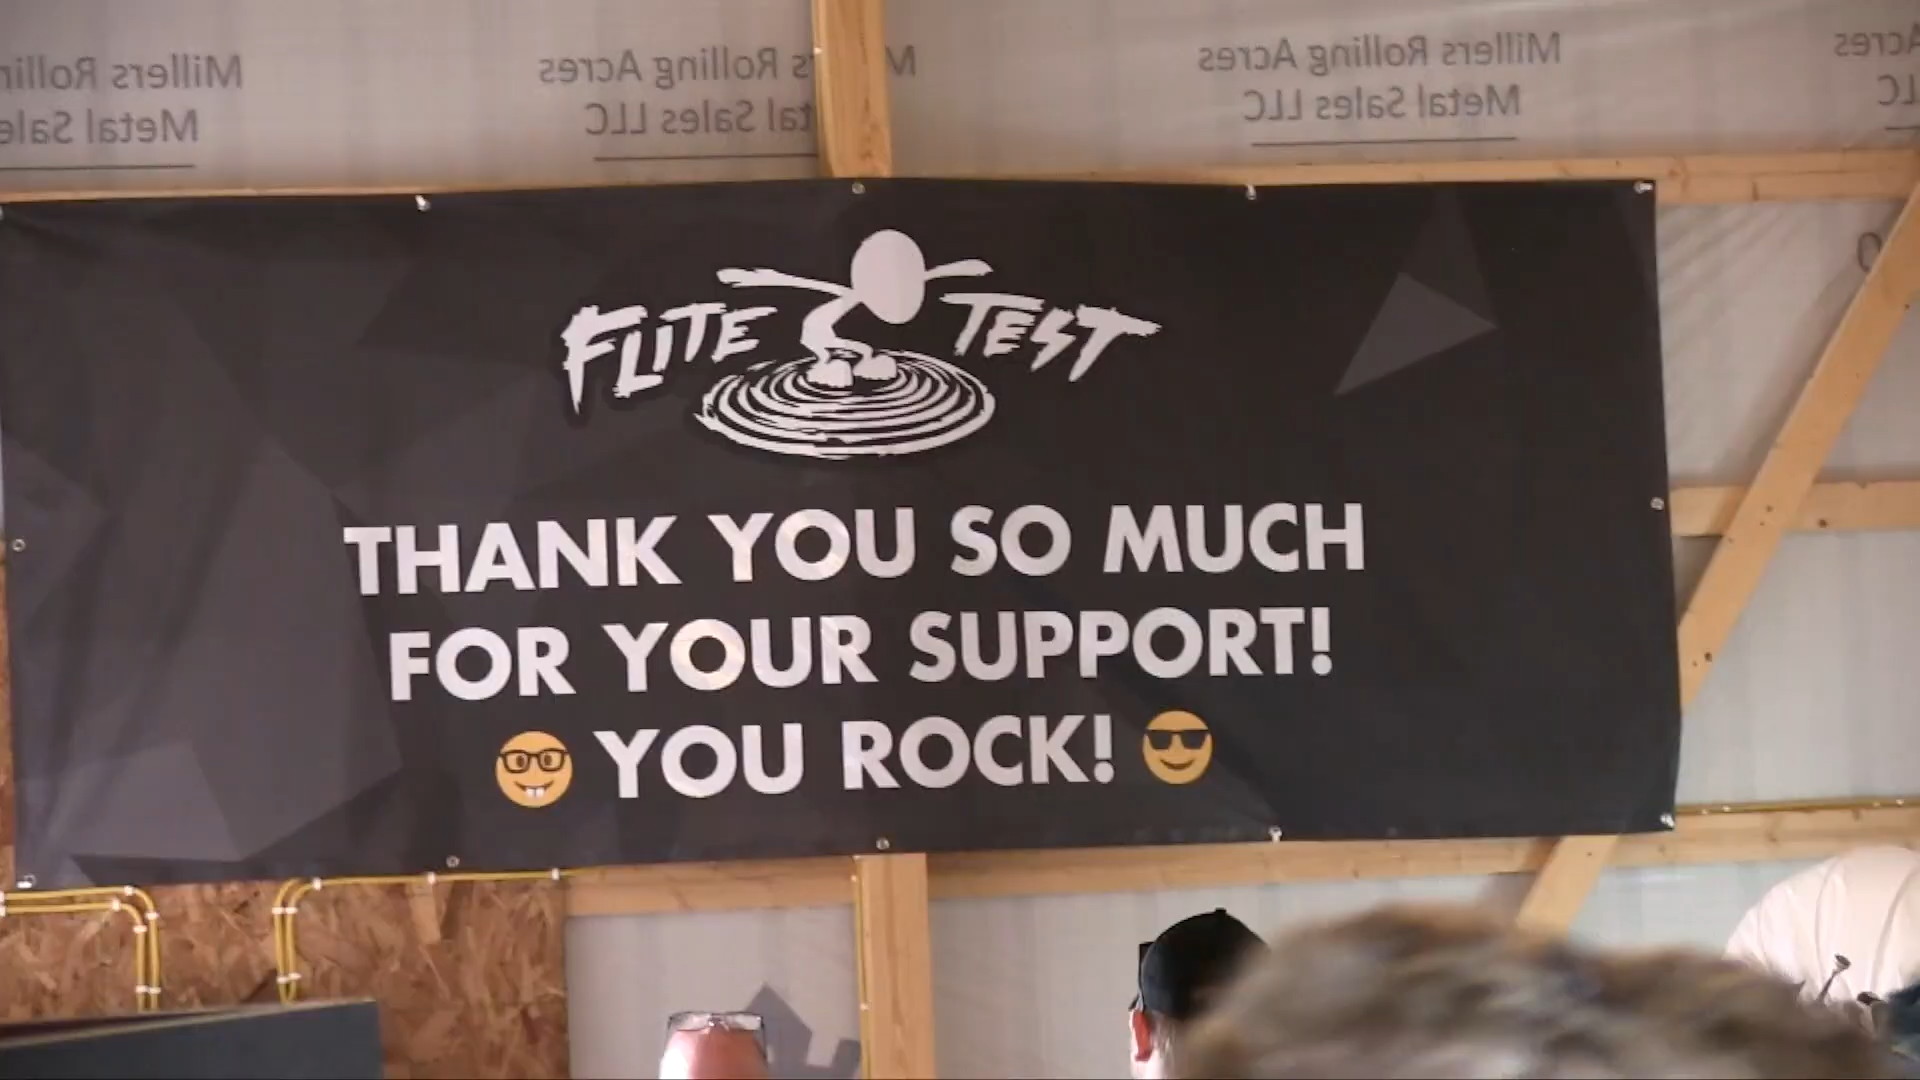 Millers Rolling Acres
Metal Sales LLC
FLITE TEST
THANK YOU SO MUCH
FOR YOUR SUPPORT!
🤓 YOU ROCK! 😎